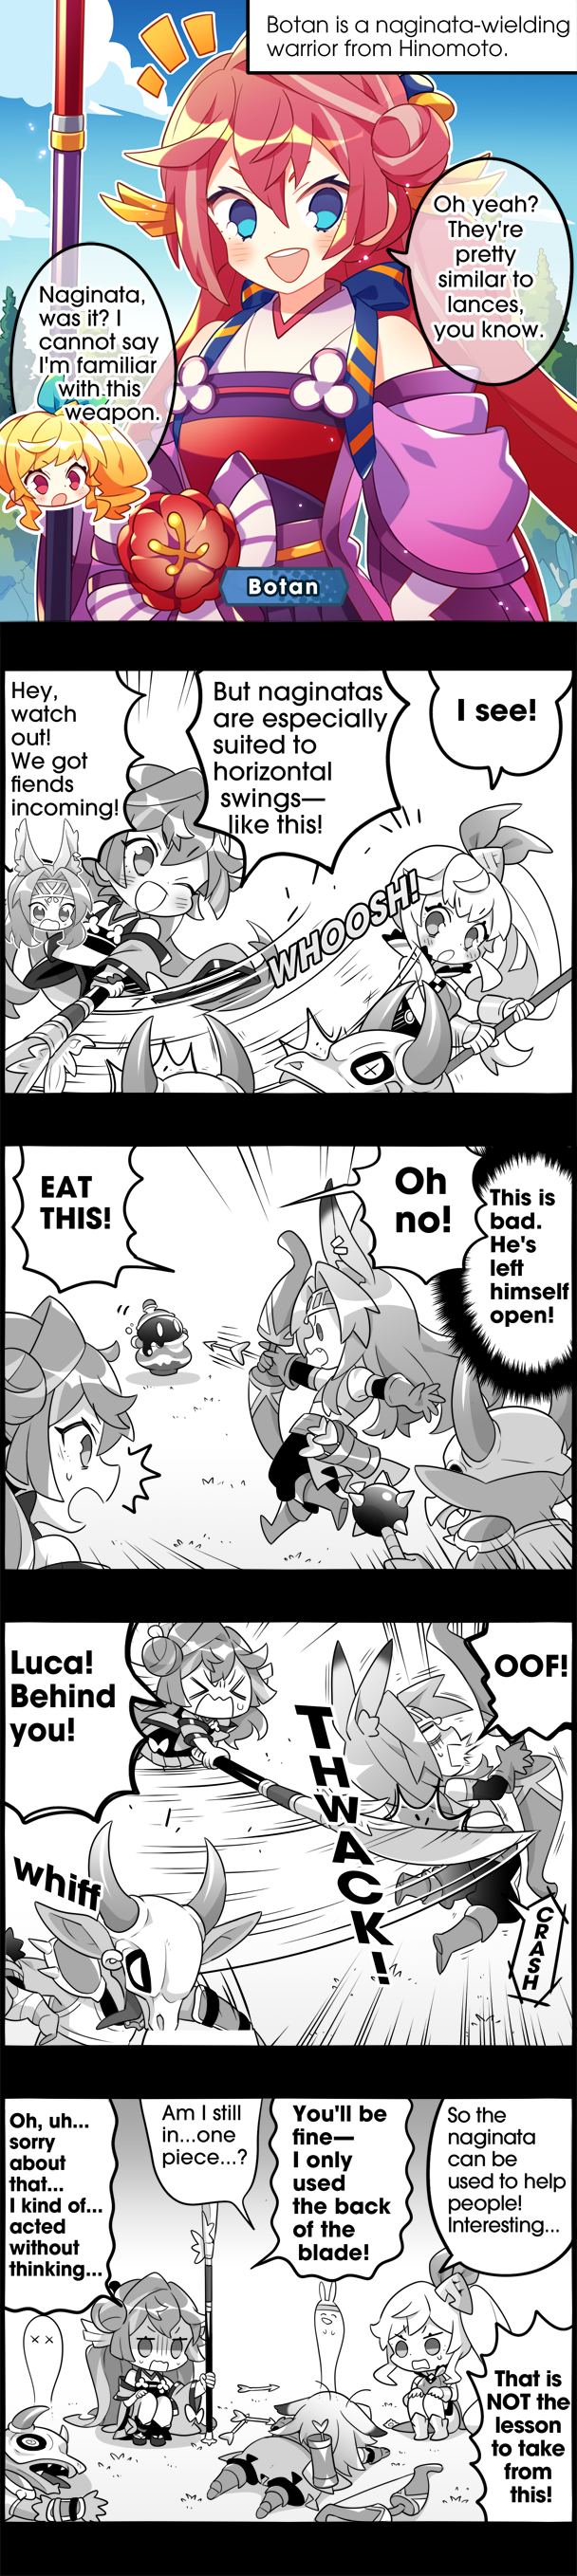 Botan is a naginata-wielding
warrior from Hinomoto.
Oh yeah?
They're
pretty
similar to
lances,
you know.
Naginata,
was it? I
cannot say
I'm familiar
with this
weapon.
Botan
I see!
But naginatas
are especially
suited to
horizontal
swings—
like this!
Hey,
watch
out!
We got
fiends
incoming!
WHOOSH!
This is
bad.
He's
left
himself
open!
Oh
no!
EAT
THIS!
OOF!
Luca!
Behind
you!
THWACK!
whiff
CRASH
So the
naginata
can be
used to help
people!
Interesting...
You'll be
fine—
I only
used
the back
of the
blade!
Am I still
in...one
piece...?
Oh, uh...
sorry
about
that...
I kind of...
acted
without
thinking...
That is
NOT the
lesson
to take
from
this!